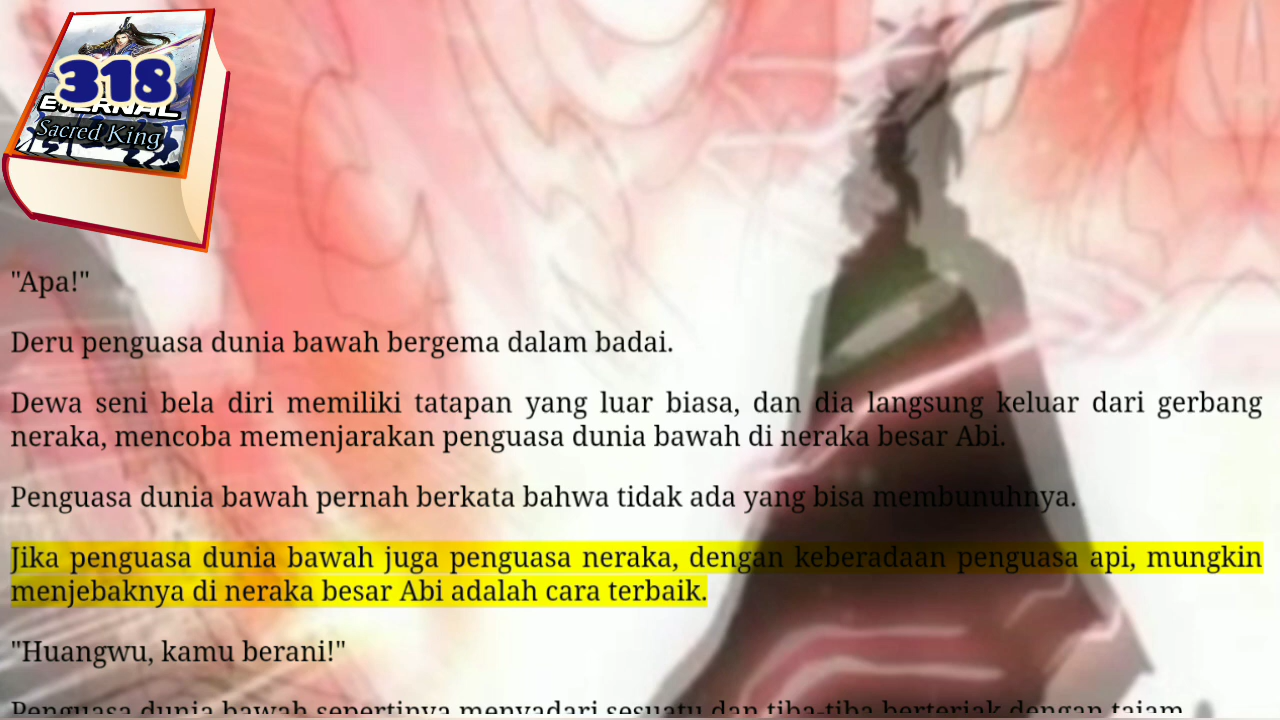 318
ETERNAL
Sacred King
"Apa!"
Deru penguasa dunia bawah bergema dalam badai.
Dewa seni bela diri memiliki tatapan yang luar biasa, dan dia langsung keluar dari gerbang
neraka, mencoba memenjarakan penguasa dunia bawah di neraka besar Abi.
Penguasa dunia bawah pernah berkata bahwa tidak ada yang bisa membunuhnya.
Jika penguasa dunia bawah juga penguasa neraka, dengan keberadaan penguasa api, mungkin
menjebaknya di neraka besar Abi adalah cara terbaik.
"Huangwu, kamu berani!"
Penguasa dunia bawah sepertinya menyadari sesuatu dan tiba-tiba berteriak dengan tajam